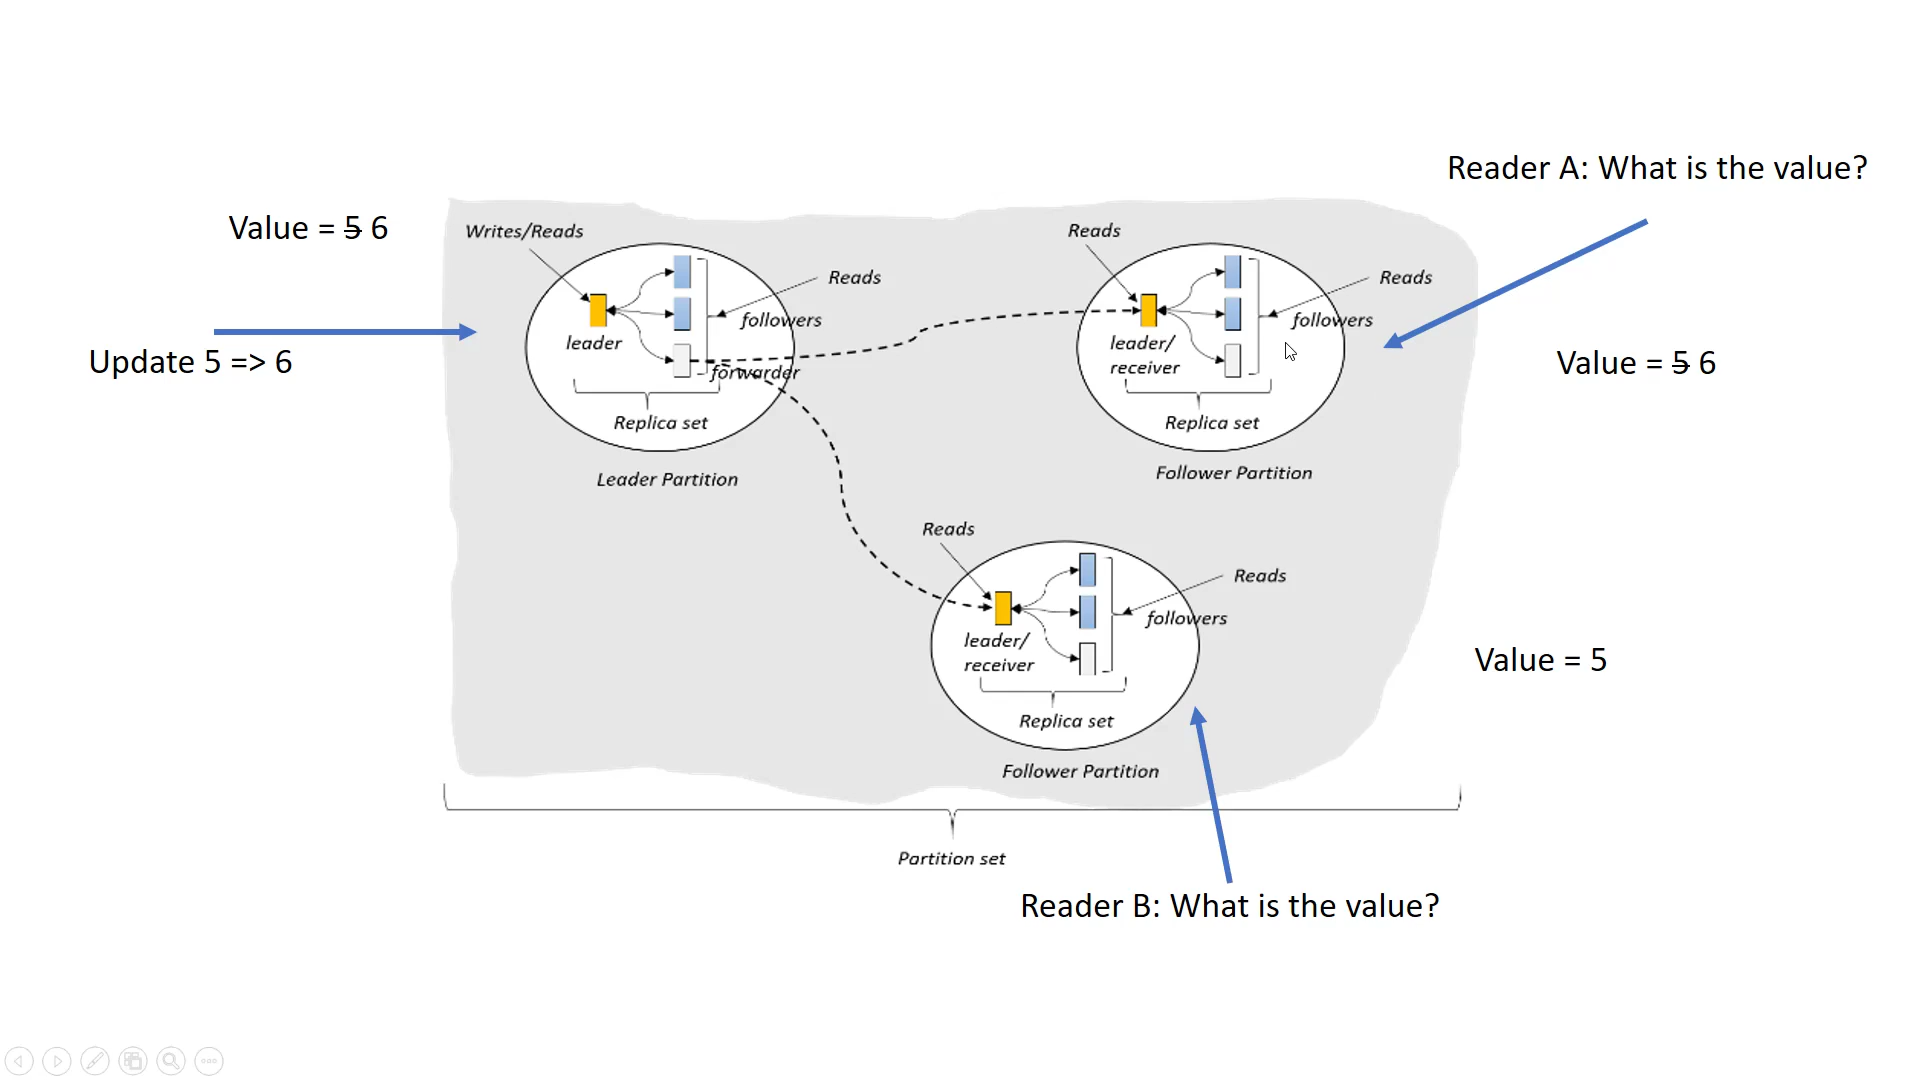 Reader A: What is the value?
Value = 5 6
Writes/Reads
Reads
Reads
Reads
followers
leader
Reads
followers
leader/
receiver
Update 5 => 6
forwarder
Value = 5 6
Replica set
Replica set
Leader Partition
Follower Partition
Reads
Reads
followers
leader/
receiver
Value = 5
Replica set
Follower Partition
Partition set
Reader B: What is the value?